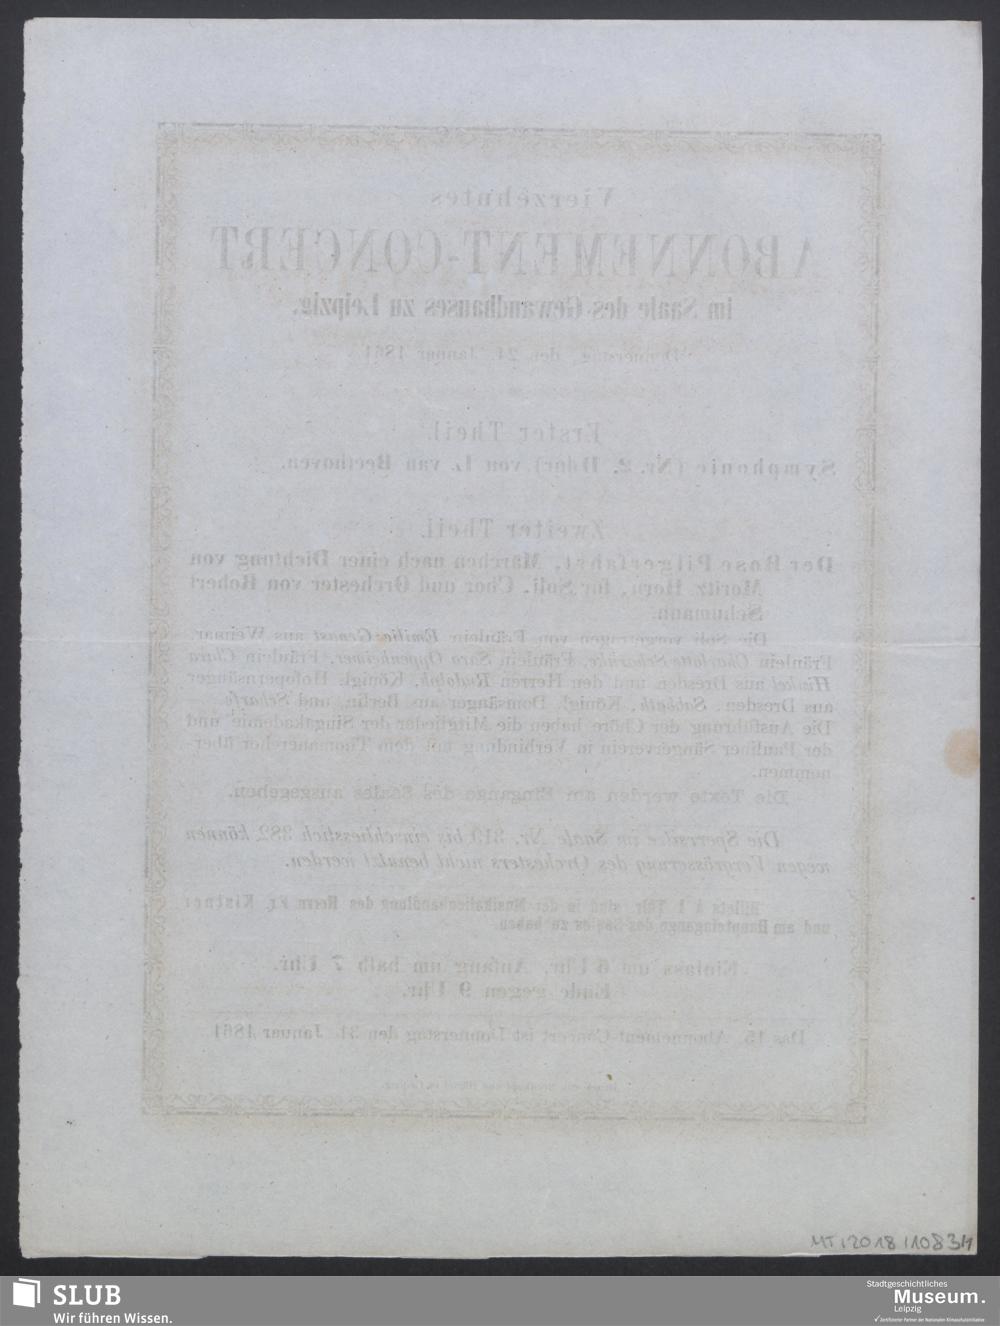 Vierzehntes
ABONNEMENT-CONCERT
im Saale des Gewandhauses zu Leipzig.
Donnerstag, den 24. Januar 1861.
Erster Theil.
Symphonie (Nr. 2, Ddur) von L. van Beethoven.
Zweiter Theil.
Der Rose Pilgerfahrt, Märchen nach einer Dichtung von
Moritz Horn, für Soli, Chor und Orchester von Robert
Schumann.
Die Soli vorgetragen von Fräulein Emilie Genast aus Weimar,
Fräulein Charlotte Fräulein Sara Oppenheimer, Fräulein Clara
Hinkel aus Dresden und den Herren Rudolph, Königl. Hofopernsänger
aus Dresden, Sabbath, Königl. Domsänger aus Berlin, und Scharfe.
Die Ausführung der Chöre haben die Mitglieder der Singakademie und
der Pauliner Sängerverein in Verbindung mit dem Thomanerchor über-
nommen.
Die Texte werden am Eingange des Saales ausgegeben.
Die Sperrsitze im Saale Nr. bis einschliesslich 382 können
wegen Vergrösserung des Orchesters nicht benutzt werden.
Billets à 1 Thlr. sind in der Musikalienhandlung des Herrn Fr. Kistner
und am Haupteingange des Saales zu haben.
Einlass um 6 Uhr. Anfang um halb 7 Uhr.
Ende gegen 9 Uhr.
Das 15. Abonnement-Concert ist Donnerstag den 31. Januar 1861.
MT/2018/10834
SLUB
Wir führen Wissen.
Stadtgeschichtliches
Museum.
Leipzig
Zertifizierter Partner der Nationalen Klimaschutzinitiative